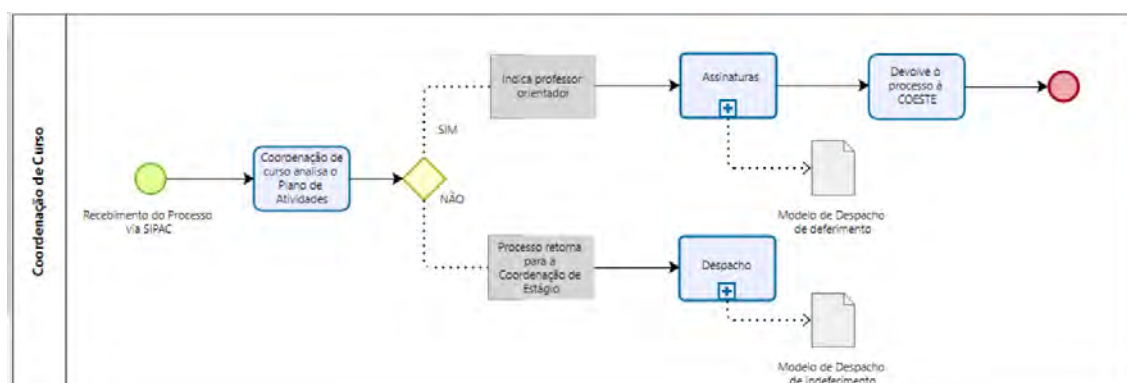 Coordenação de Curso
Recebimento do Processo
via SIPAC
Coordenação de
curso analisa o
Plano de
Atividades
SIM
NÃO
Indica professor
orientador
Assinaturas
Devolve o
processo à
COESTE
Modelo de Despacho
de deferimento
Processo retorna
para a
Coordenação de
Estágio
Despacho
Modelo de Despacho
de indeferimento